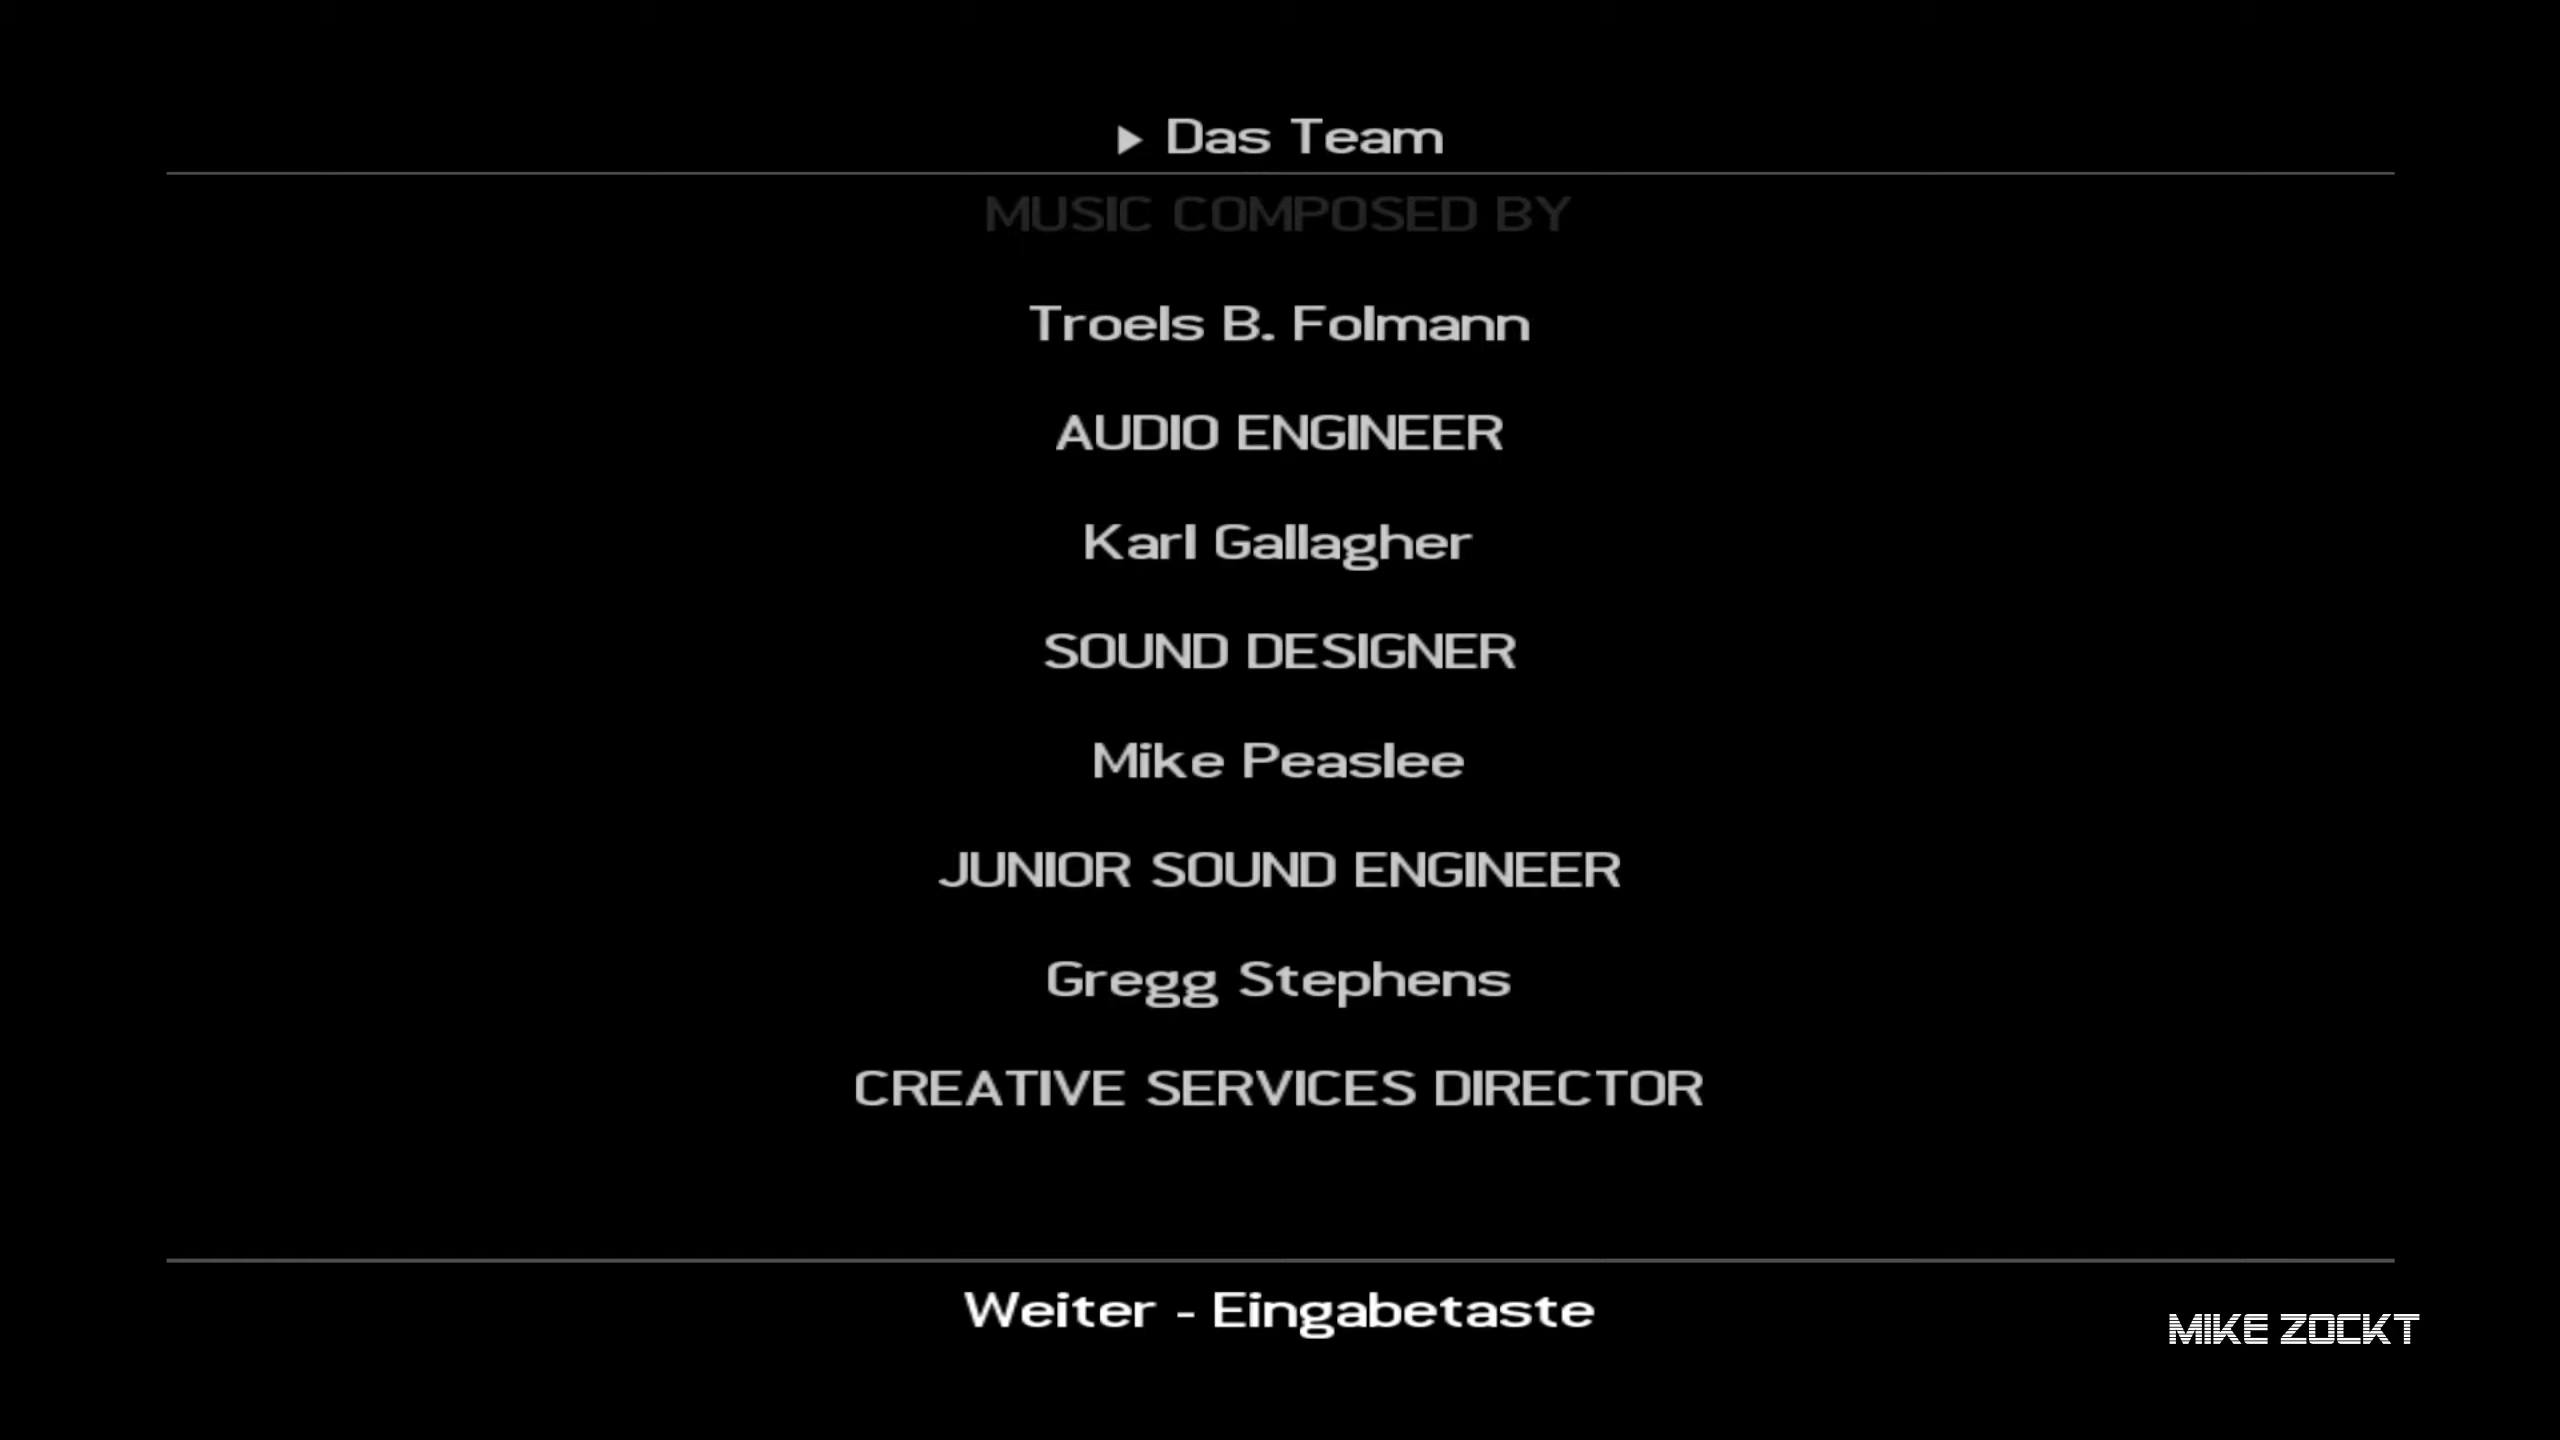 Das Team
MUSIC COMPOSED BY
Troels B. Folmann
AUDIO ENGINEER
Karl Gallagher
SOUND DESIGNER
Mike Peaslee
JUNIOR SOUND ENGINEER
Gregg Stephens
CREATIVE SERVICES DIRECTOR
Weiter - Eingabetaste
MIKE ZOCKT